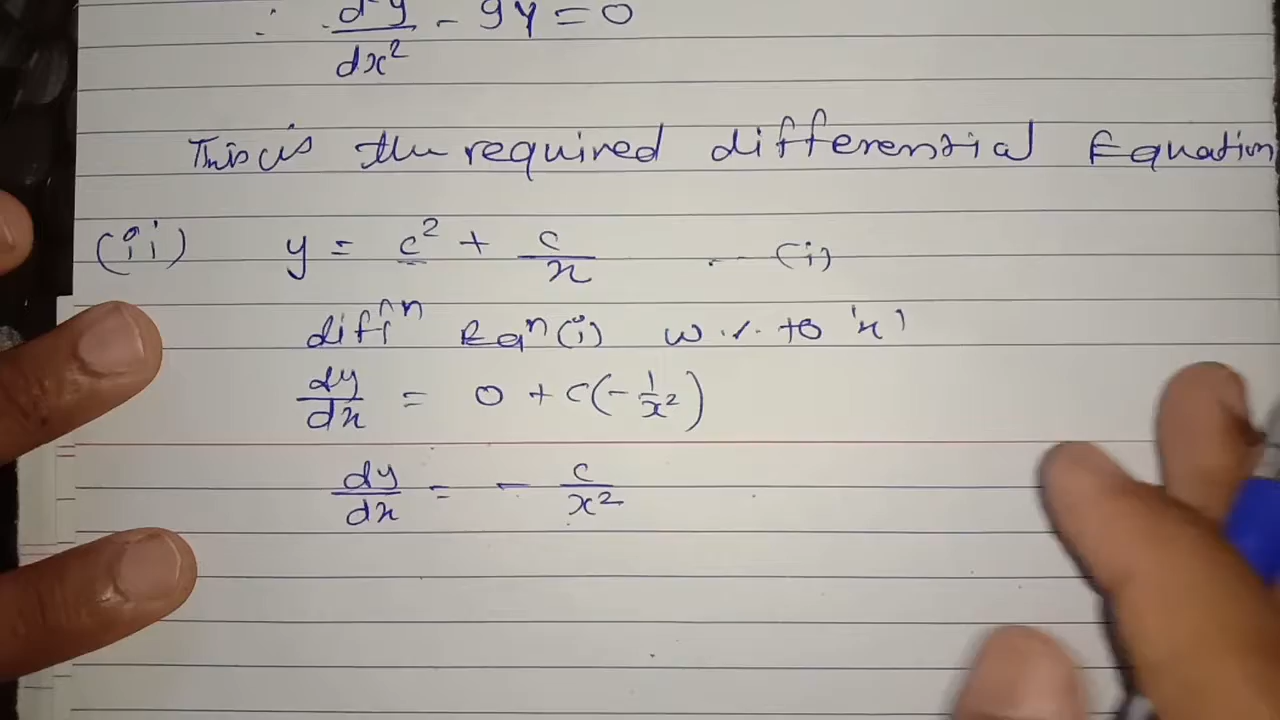 ∴ d²y/dx² - 9y = 0
This is the required differential Equation
(ii) y = c² + c/x --- (i)
diffⁿ Eqⁿ (i) w.r. to 'x'
dy/dx = 0 + c(-1/x²)
dy/dx = - c/x²